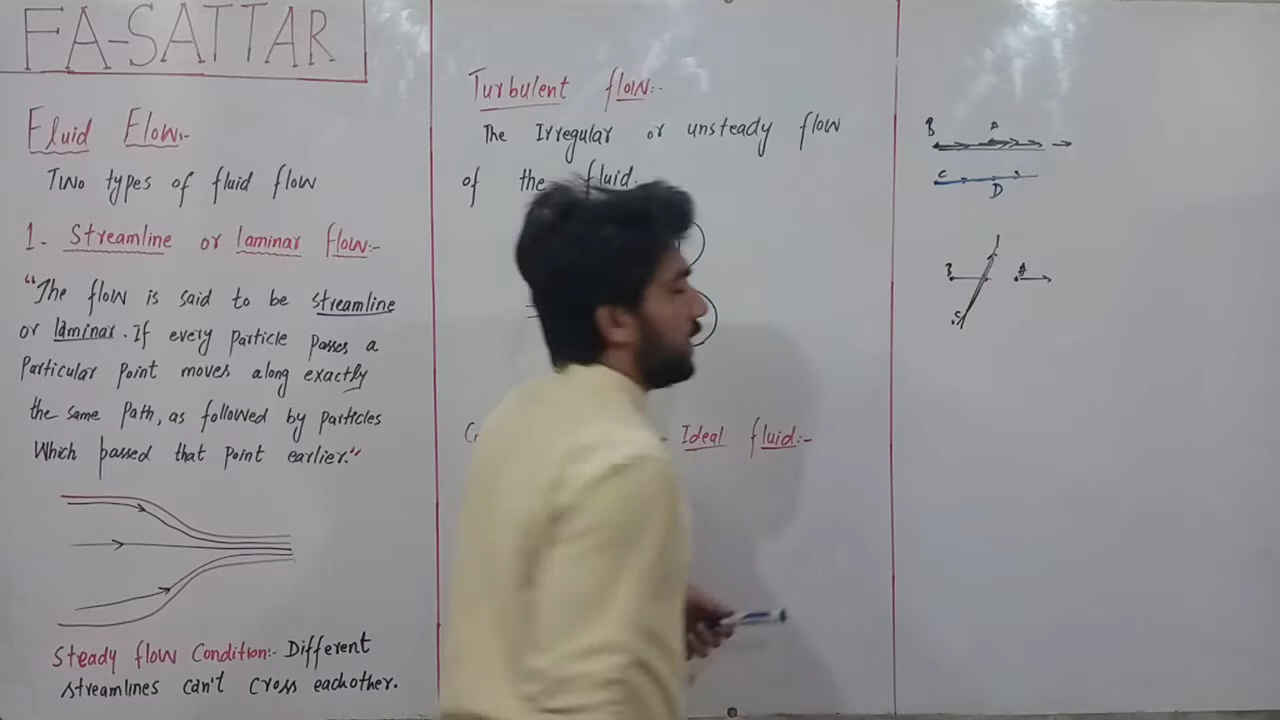 FA-SATTAR
Fluid Flow:-
Two types of fluid flow
1- Streamline or laminar flow:-
"The flow is said to be streamline
or laminar. If every particle passes a
Particular point moves along exactly
the same Path, as followed by particles
Which passed that point earlier."
Steady flow Condition:- Different
streamlines can't cross eachother.
Turbulent flow:-
The Irregular or unsteady flow
of the fluid.
Ideal fluid:-
B A
C D
B A
C